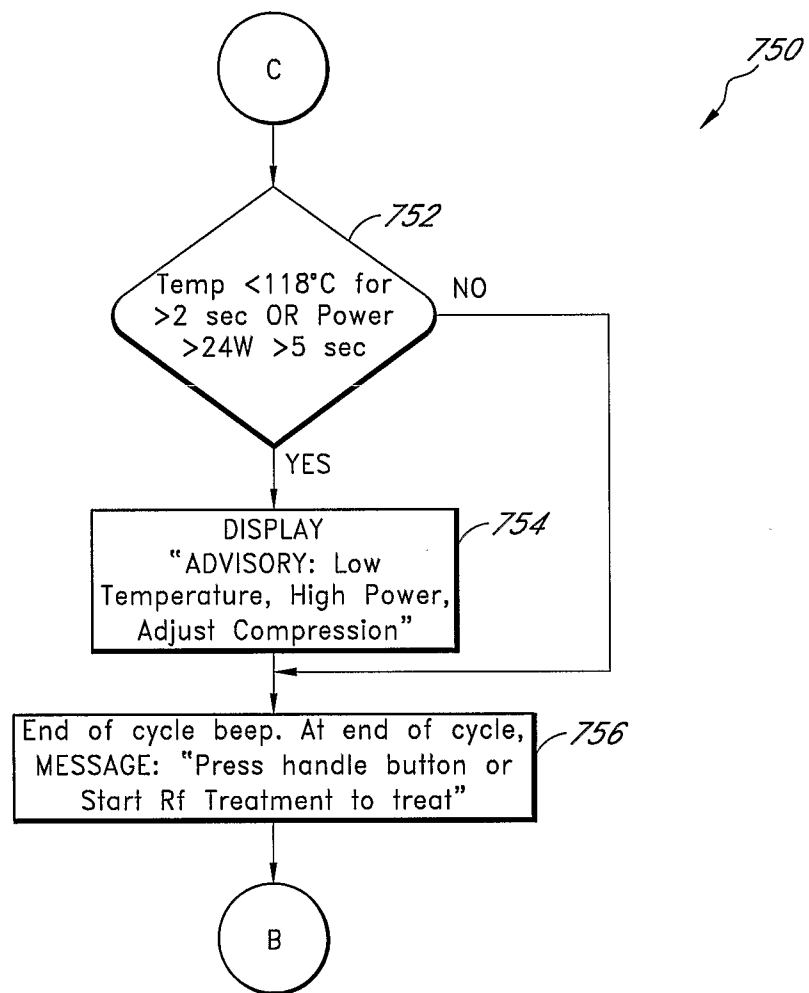 C
750
752
Temp <118°C for
>2 sec OR Power
>24W >5 sec
NO
YES
DISPLAY
"ADVISORY: Low
Temperature, High Power,
Adjust Compression"
754
End of cycle beep. At end of cycle,
MESSAGE: "Press handle button or
Start Rf Treatment to treat"
756
B